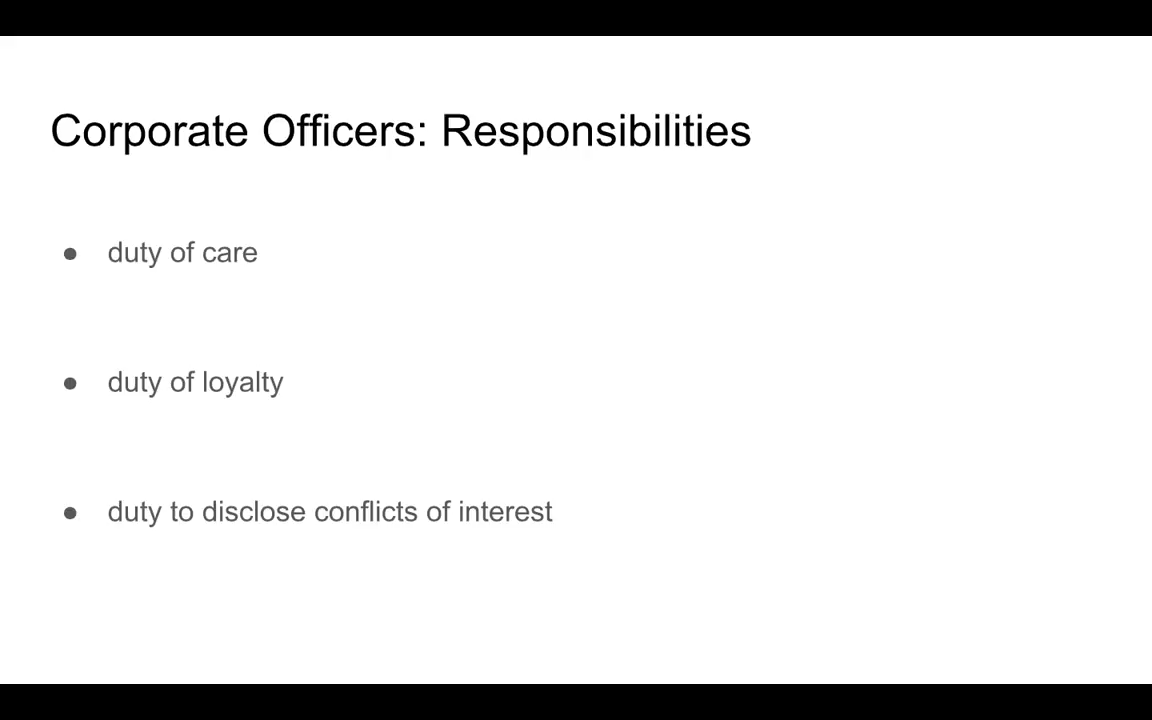 Corporate Officers: Responsibilities
● duty of care
● duty of loyalty
● duty to disclose conflicts of interest